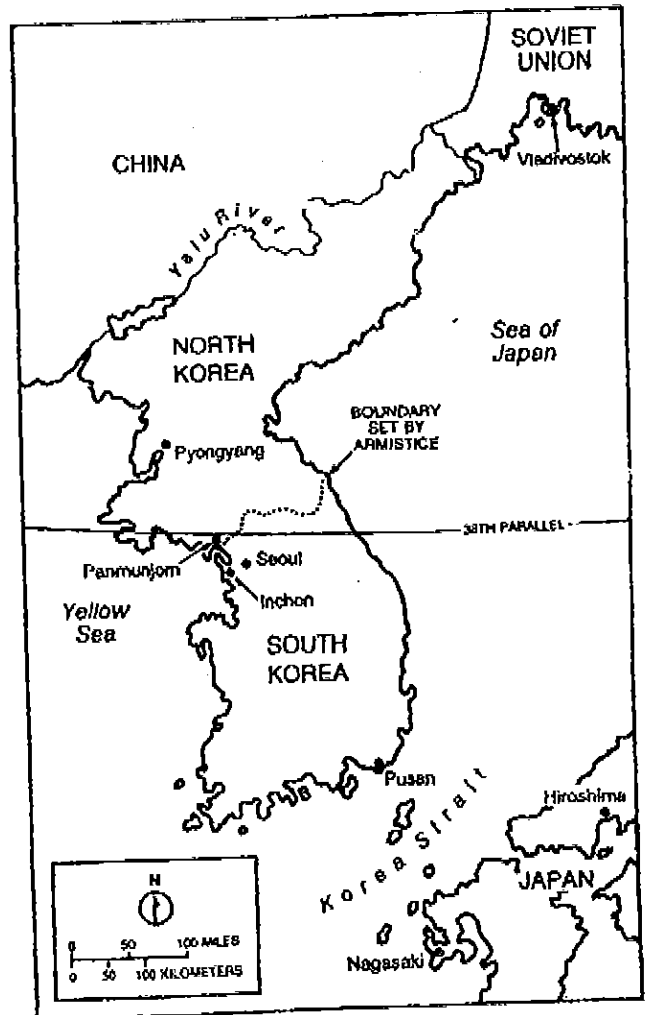 SOVIET
UNION
Vladivostok
CHINA
Yalu River
NORTH
KOREA
Sea of
Japan
BOUNDARY
SET BY
ARMISTICE
Pyongyang
38TH PARALLEL
Panmunjom
Seoul
Inchon
Yellow
Sea
SOUTH
KOREA
Pusan
Korea Strait
Hiroshima
JAPAN
Nagasaki
N
0 50 100 MILES
0 50 100 KILOMETERS